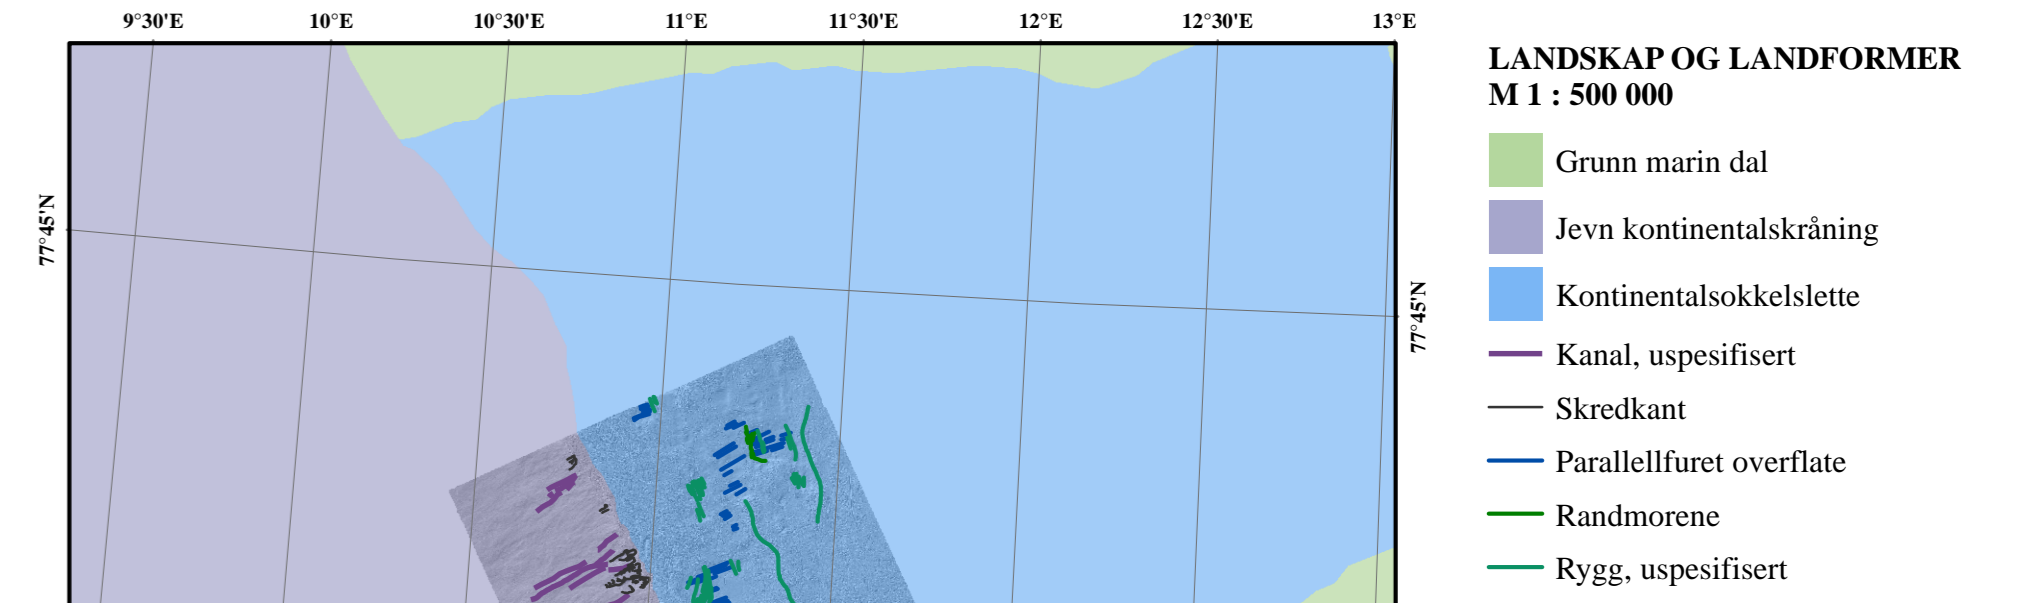 9°30'E
10°E
10°30'E
11°E
11°30'E
12°E
12°30'E
13°E
77°45'N
77°45'N
LANDSKAP OG LANDFORMER
M 1 : 500 000
Grunn marin dal
Jevn kontinentalskråning
Kontinentalsokkelslette
Kanal, uspesifisert
Skredkant
Parallellfuret overflate
Randmorene
Rygg, uspesifisert